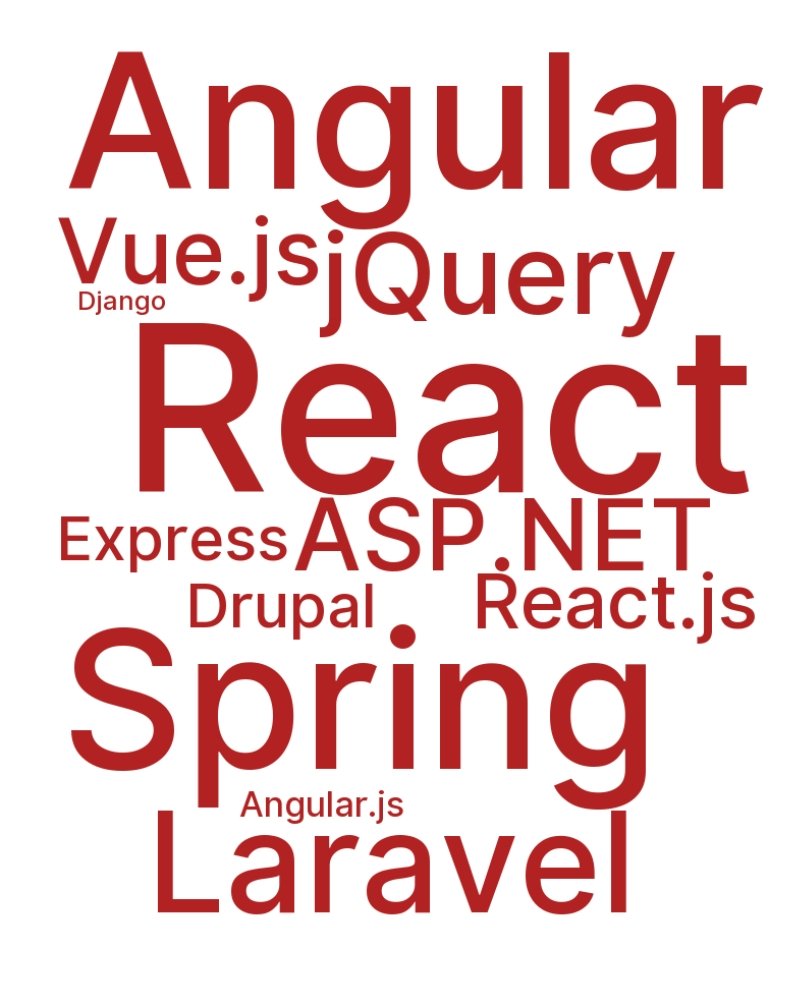 Angular
Vue.js jQuery
Django
React
Express ASP.NET
Drupal React.js
Spring
Angular.js
Laravel